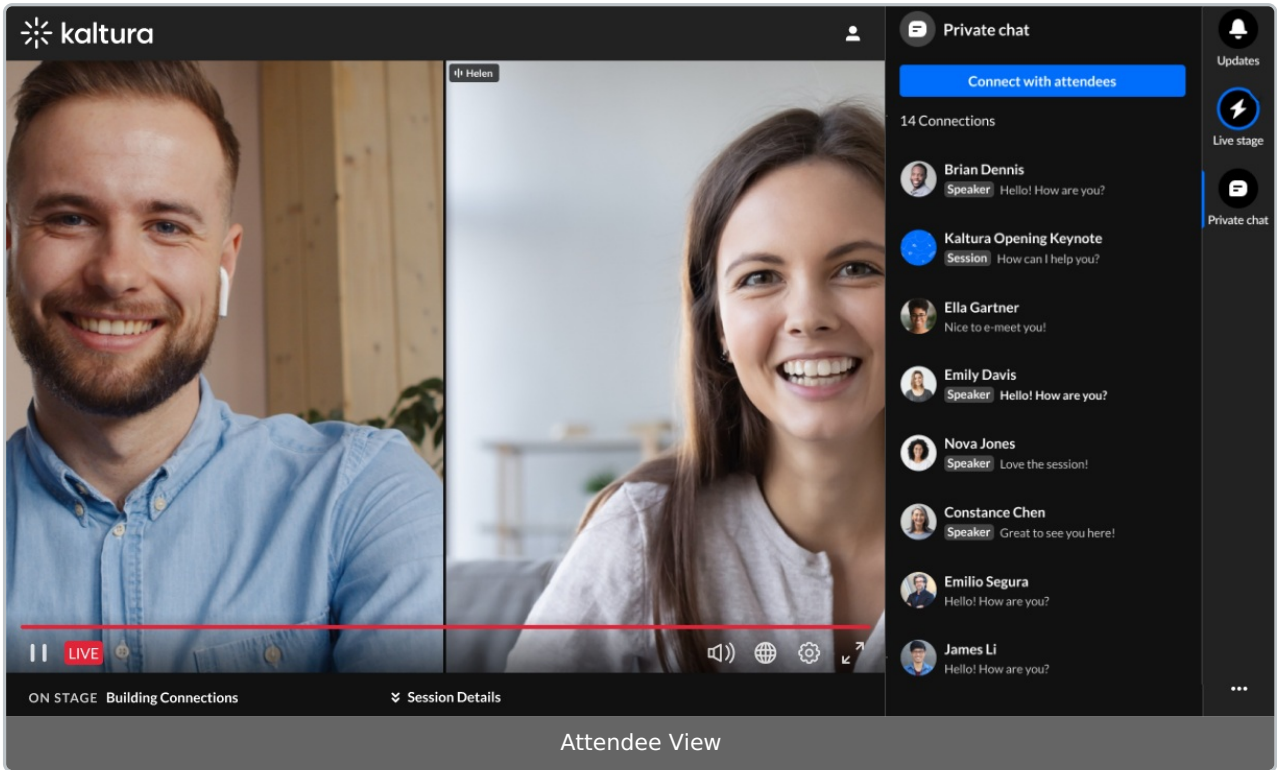 kaltura
Helen
LIVE
ON STAGE Building Connections
Session Details
Private chat
Connect with attendees
14 Connections
Brian Dennis
Speaker Hello! How are you?
Kaltura Opening Keynote
Session How can I help you?
Ella Gartner
Nice to e-meet you!
Emily Davis
Speaker Hello! How are you?
Nova Jones
Speaker Love the session!
Constance Chen
Speaker Great to see you here!
Emilio Segura
Hello! How are you?
James Li
Hello! How are you?
Updates
Live stage
Private chat
Attendee View